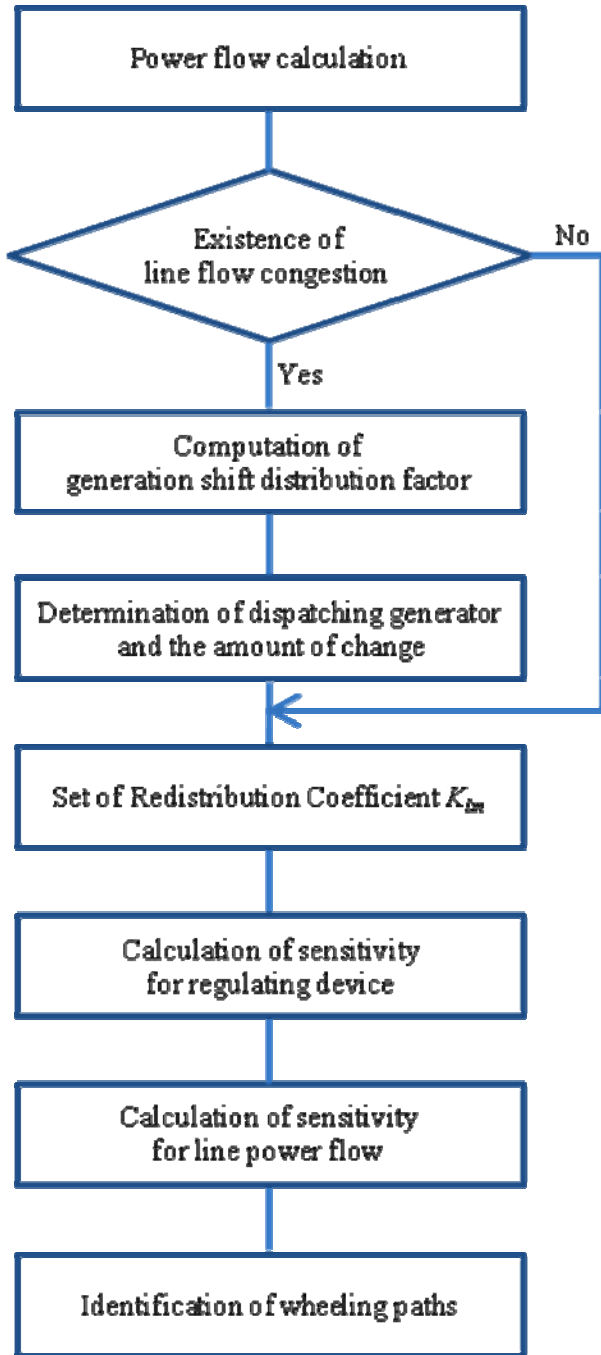 Power flow calculation
Existence of
line flow congestion
No
Yes
Computation of
generation shift distribution factor
Determination of dispatching generator
and the amount of change
Set of Redistribution Coefficient K_lm
Calculation of sensitivity
for regulating device
Calculation of sensitivity
for line power flow
Identification of wheeling paths